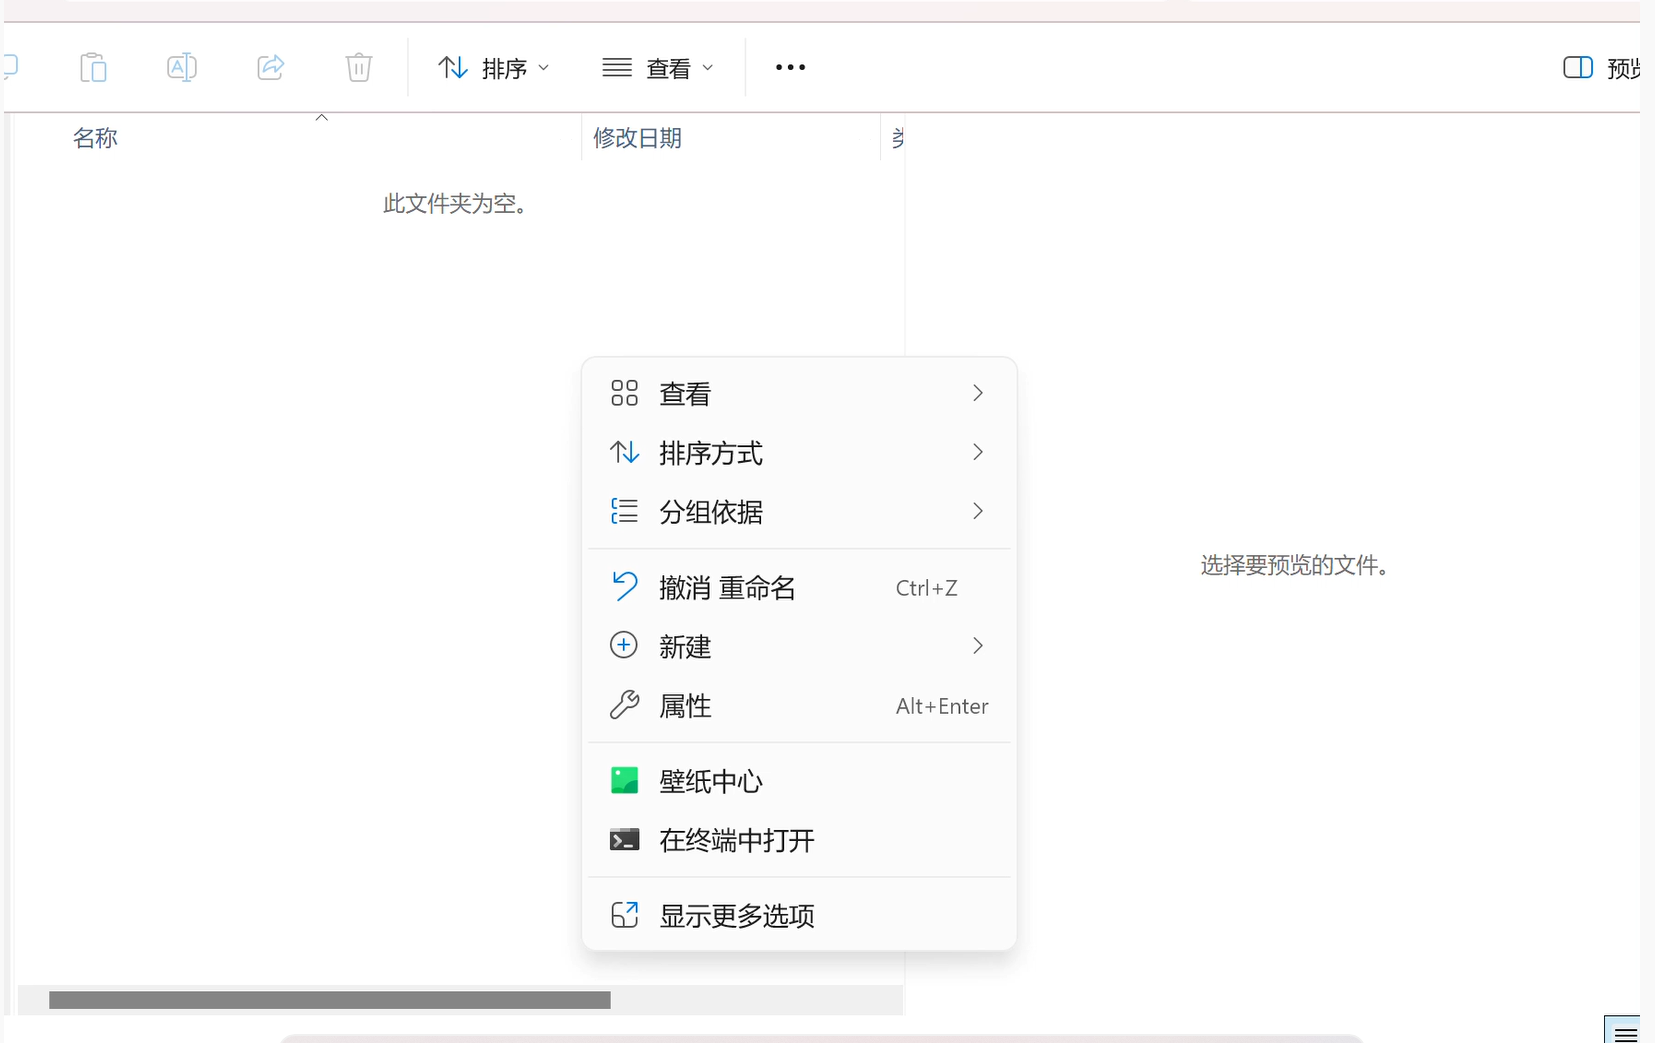 排序
查看
预览
名称
修改日期
此文件夹为空。
查看
排序方式
分组依据
撤消 重命名 Ctrl+Z
新建
属性 Alt+Enter
壁纸中心
在终端中打开
显示更多选项
选择要预览的文件。